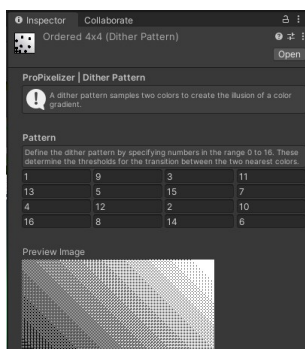 Inspector Collaborate
Ordered 4x4 (Dither Pattern)
Open
ProPixelizer | Dither Pattern
A dither pattern samples two colors to create the illusion of a color
gradient.
Pattern
Define the dither pattern by specifying numbers in the range 0 to 16. These
determine the thresholds for the transition between the two nearest colors.
1 9 3 11
13 5 15 7
4 12 2 10
16 8 14 6
Preview Image